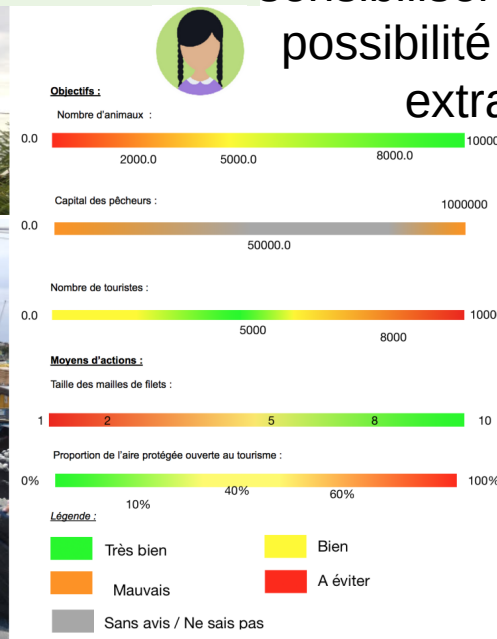 possibilité
Objectifs :
Nombre d'animaux :
0.0
2000.0 5000.0 8000.0
Capital des pêcheurs :
1000000
0.0
50000.0
Nombre de touristes :
0.0
5000 8000
Moyens d'actions :
Taille des mailles de filets :
1 2 5 8 10
Proportion de l'aire protégée ouverte au tourisme :
0% 100%
10% 40% 60%
Légende :
Très bien Bien
Mauvais A éviter
Sans avis / Ne sais pas